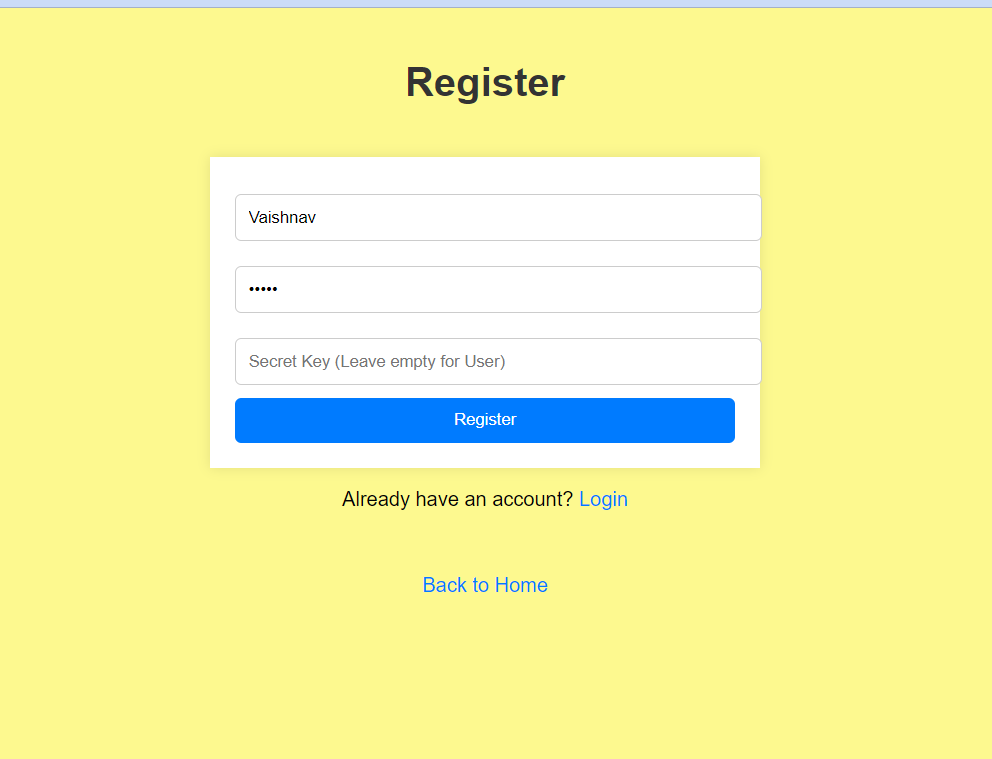 Register
Vaishnav
•••••
Secret Key (Leave empty for User)
Register
Already have an account? Login
Back to Home